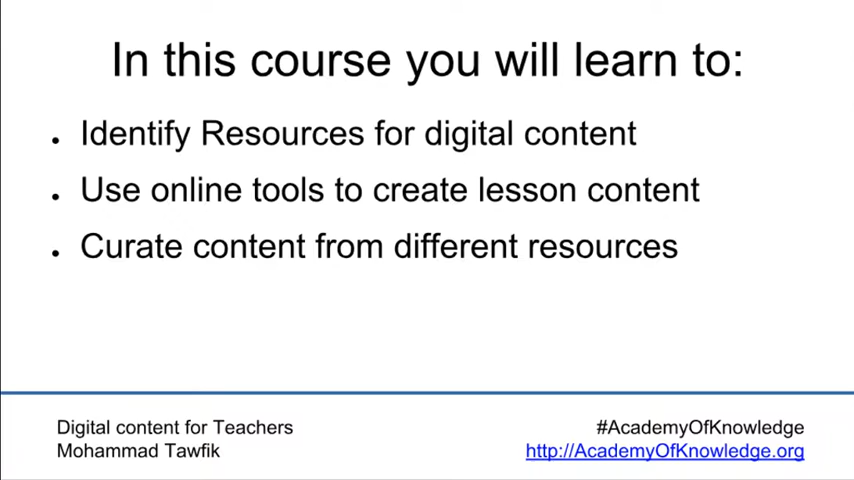 In this course you will learn to:
• Identify Resources for digital content
• Use online tools to create lesson content
• Curate content from different resources
Digital content for Teachers
Mohammad Tawfik
#AcademyOfKnowledge
http://AcademyOfKnowledge.org